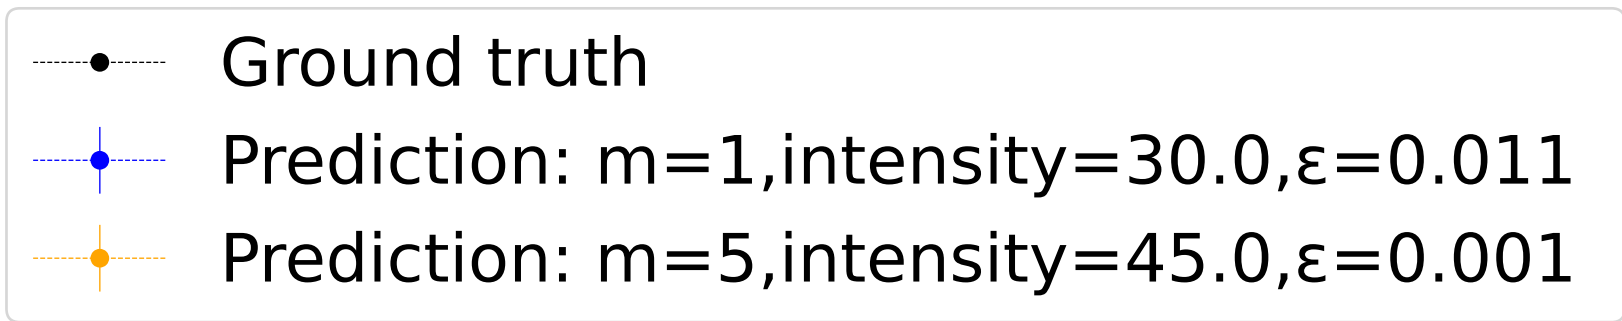 Ground truth
Prediction: m=1,intensity=30.0,ε=0.011
Prediction: m=5,intensity=45.0,ε=0.001